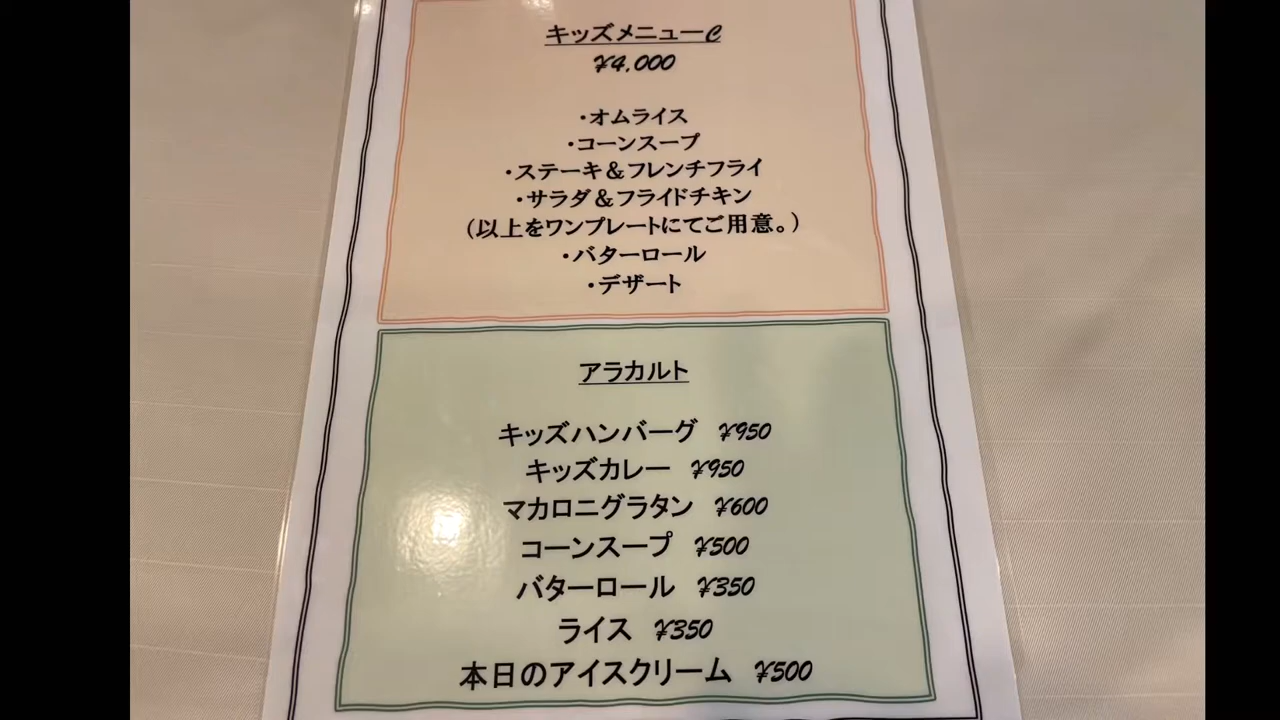 キッズメニューC
¥4,000
・オムライス
・コーンスープ
・ステーキ＆フレンチフライ
・サラダ＆フライドチキン
（以上をワンプレートにてご用意。）
・バターロール
・デザート
アラカルト
キッズハンバーグ ¥950
キッズカレー ¥950
マカロニグラタン ¥600
コーンスープ ¥500
バターロール ¥350
ライス ¥350
本日のアイスクリーム ¥500